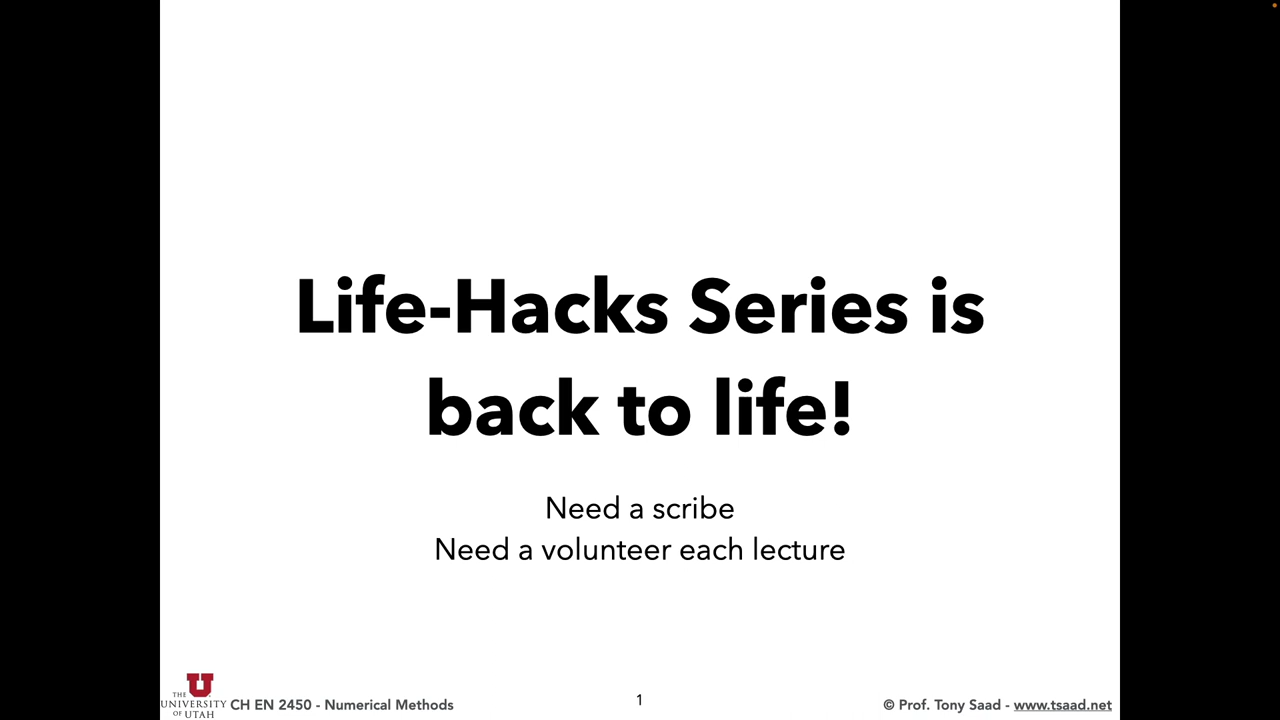 Life-Hacks Series is
back to life!
Need a scribe
Need a volunteer each lecture
THE
UNIVERSITY
OF UTAH
CH EN 2450 - Numerical Methods
1
© Prof. Tony Saad - www.tsaad.net